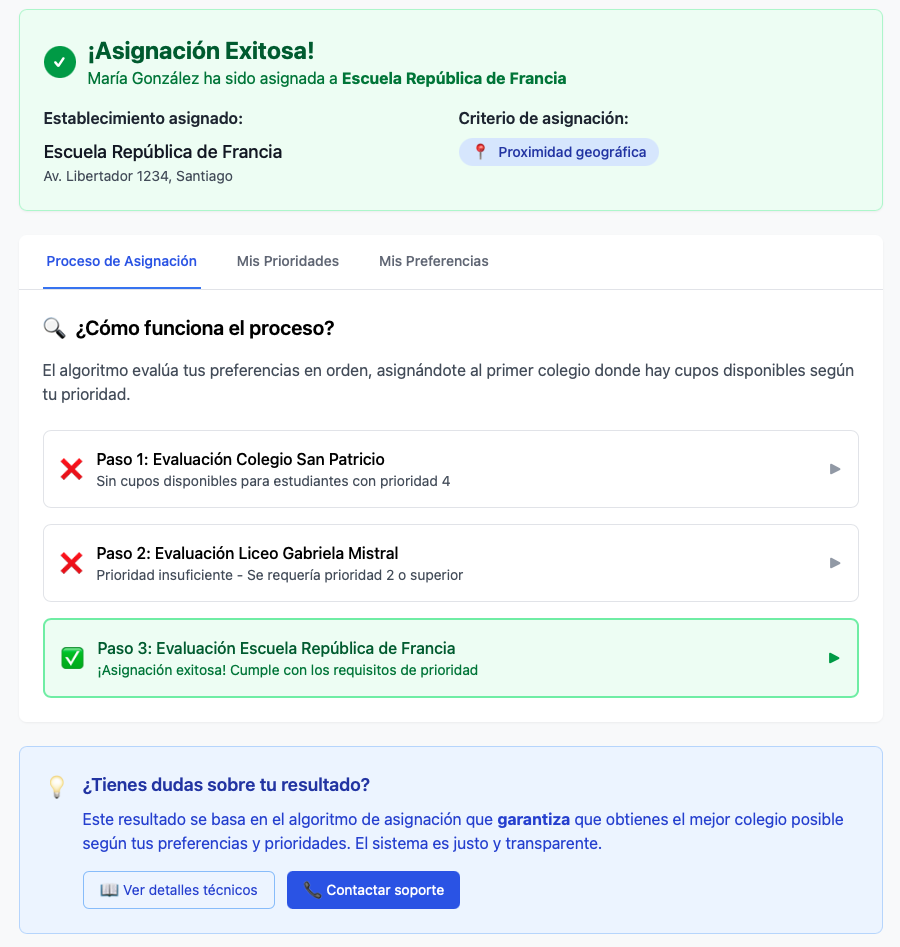 ¡Asignación Exitosa!
María González ha sido asignada a Escuela República de Francia
Establecimiento asignado:
Escuela República de Francia
Av. Libertador 1234, Santiago
Criterio de asignación:
Proximidad geográfica
Proceso de Asignación
Mis Prioridades
Mis Preferencias
¿Cómo funciona el proceso?
El algoritmo evalúa tus preferencias en orden, asignándote al primer colegio donde hay cupos disponibles según
tu prioridad.
Paso 1: Evaluación Colegio San Patricio
Sin cupos disponibles para estudiantes con prioridad 4
Paso 2: Evaluación Liceo Gabriela Mistral
Prioridad insuficiente - Se requería prioridad 2 o superior
Paso 3: Evaluación Escuela República de Francia
¡Asignación exitosa! Cumple con los requisitos de prioridad
¿Tienes dudas sobre tu resultado?
Este resultado se basa en el algoritmo de asignación que garantiza que obtienes el mejor colegio posible
según tus preferencias y prioridades. El sistema es justo y transparente.
Ver detalles técnicos
Contactar soporte